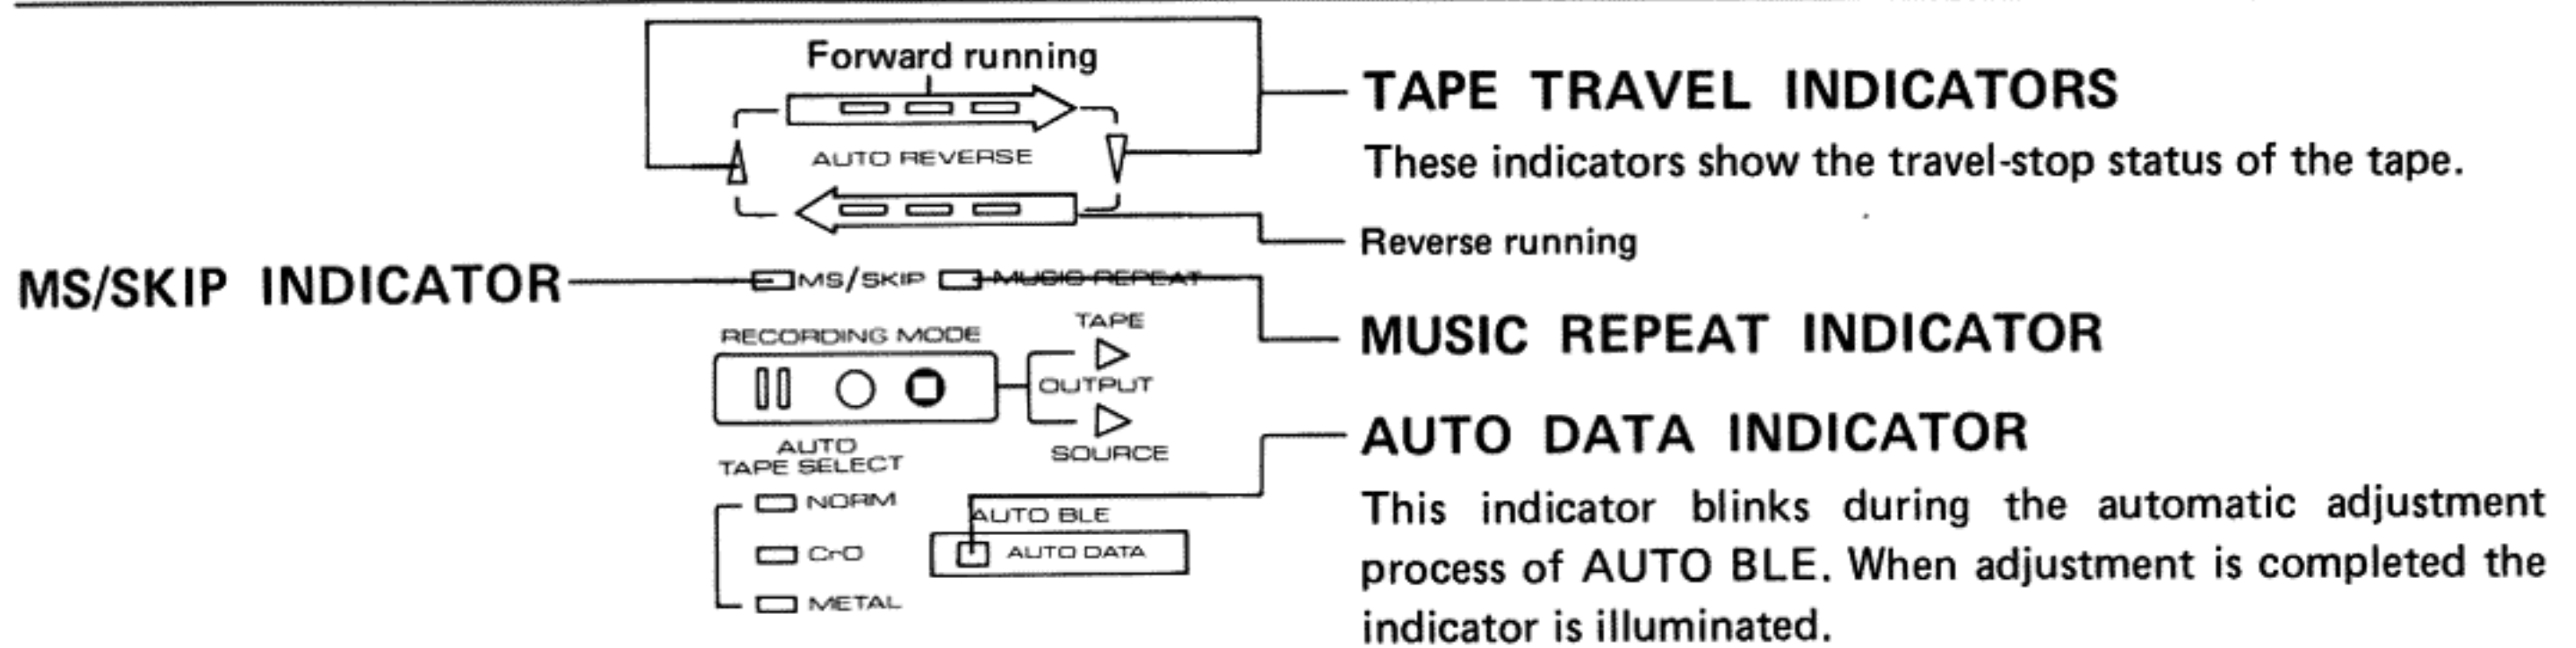 Forward running
TAPE TRAVEL INDICATORS
AUTO REVERSE
These indicators show the travel-stop status of the tape.
Reverse running
MS/SKIP INDICATOR
MS/SKIP
MUSIC REPEAT
MUSIC REPEAT INDICATOR
RECORDING MODE
TAPE
OUTPUT
SOURCE
AUTO DATA INDICATOR
AUTO
TAPE SELECT
NORM
CrO
METAL
AUTO BLE
AUTO DATA
This indicator blinks during the automatic adjustment
process of AUTO BLE. When adjustment is completed the
indicator is illuminated.